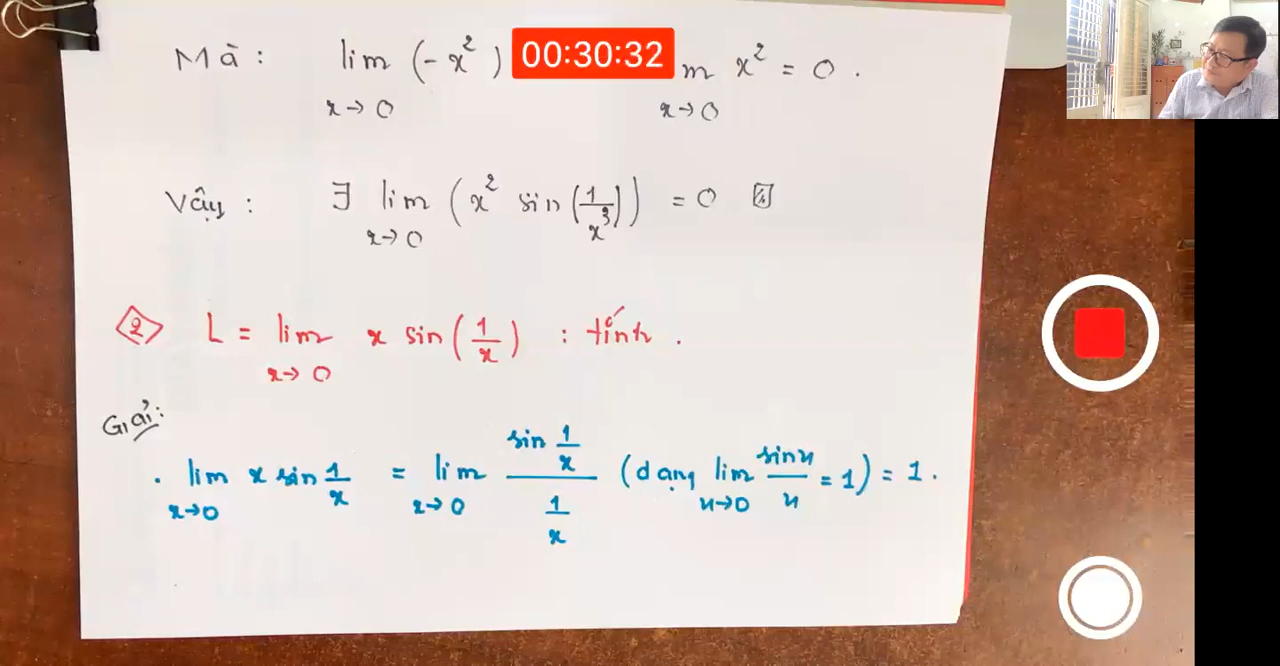 Mà : lim (-x²) 00:30:32 m x² = 0 .
x→0 x→0
Vậy : ∃ lim (x² sin(1/x³)) = 0
x→0
2 L = lim x sin(1/x) : tính .
x→0
Giải:
. lim x sin 1/x = lim (sin 1/x)/(1/x) (dạng lim sin u/u = 1) = 1 .
x→0 x→0 u→0